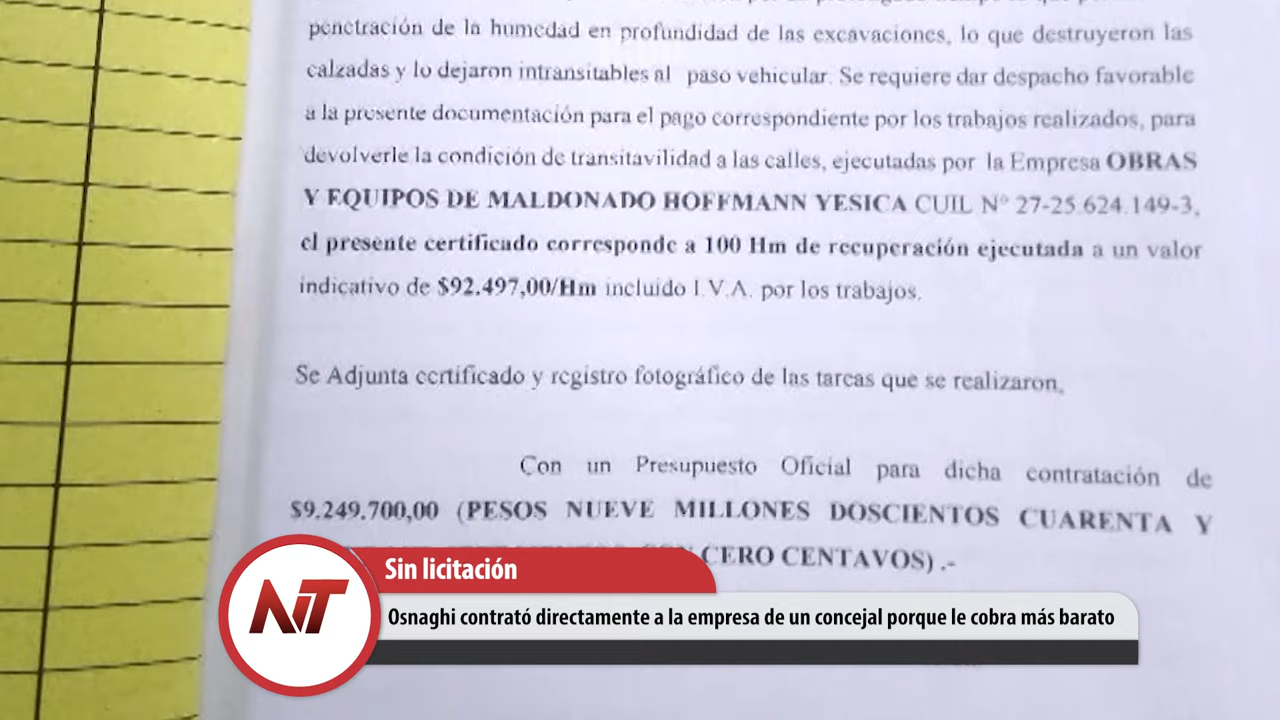 penetración de la humedad en profundidad de las excavaciones, lo que destruyeron las
calzadas y lo dejaron intransitables al paso vehicular. Se requiere dar despacho favorable
a la presente documentación para el pago correspondiente por los trabajos realizados, para
devolverle la condición de transitavilidad a las calles, ejecutadas por la Empresa OBRAS
Y EQUIPOS DE MALDONADO HOFFMANN YESICA CUIL Nº 27-25.624.149-3,
el presente certificado corresponde a 100 Hm de recuperación ejecutada a un valor
indicativo de $92.497,00/Hm incluido I.V.A. por los trabajos.
Se Adjunta certificado y registro fotográfico de las tareas que se realizaron,
Con un Presupuesto Oficial para dicha contratación de
$9.249.700,00 (PESOS NUEVE MILLONES DOSCIENTOS CUARENTA Y
CERO CENTAVOS) .-
NT
Sin licitación
Osnaghi contrató directamente a la empresa de un concejal porque le cobra más barato